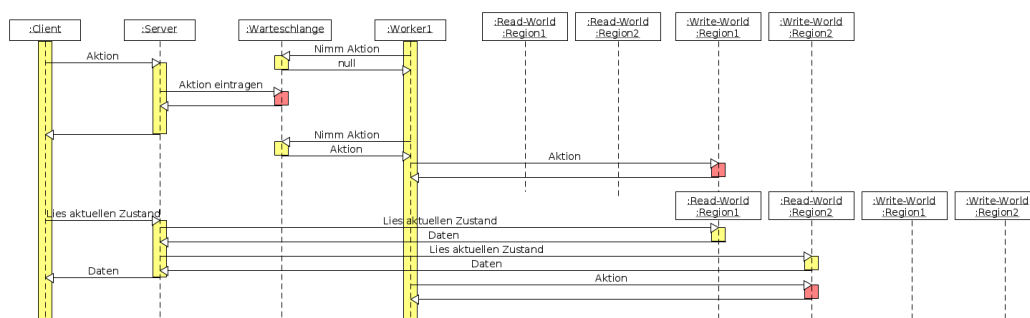 :Client
:Server
:Warteschlange
:Worker1
:Read-World
:Region1
:Read-World
:Region2
:Write-World
:Region1
:Write-World
:Region2
Nimm Aktion
Aktion
null
Aktion eintragen
Nimm Aktion
Aktion
Aktion
:Read-World
:Region1
:Read-World
:Region2
:Write-World
:Region1
:Write-World
:Region2
Lies aktuellen Zustand
Lies aktuellen Zustand
Daten
Lies aktuellen Zustand
Daten
Daten
Aktion